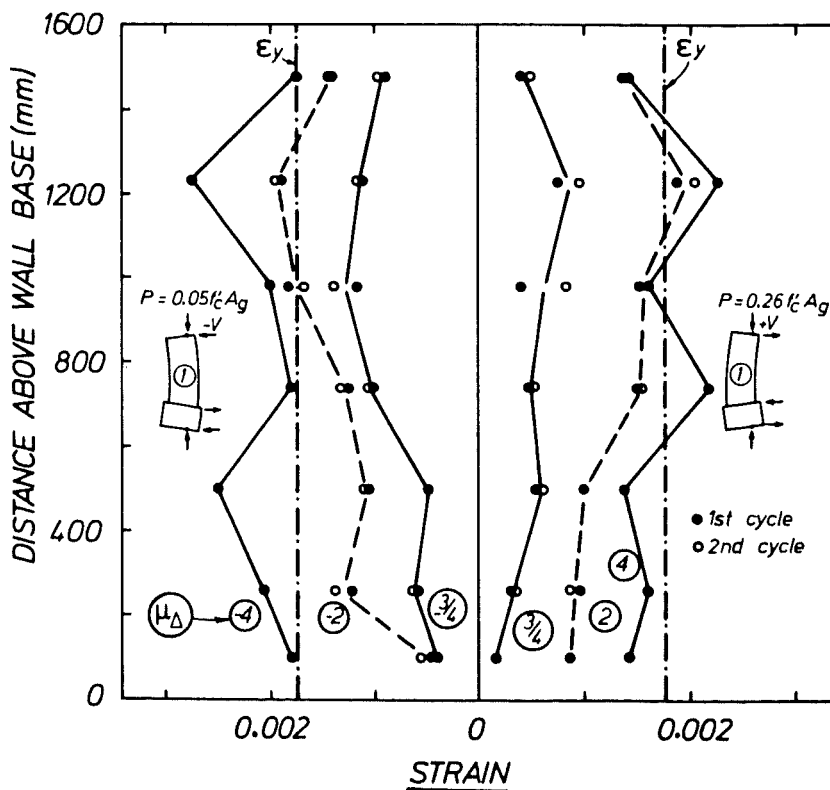 1600
1200
800
400
0
DISTANCE ABOVE WALL BASE (mm)
εy
εy
P = 0.05f'c Ag
-V
1
P = 0.26f'c Ag
+V
1
● 1st cycle
○ 2nd cycle
μΔ
-4
-2
-3/4
3/4
2
4
0.002
0
0.002
STRAIN